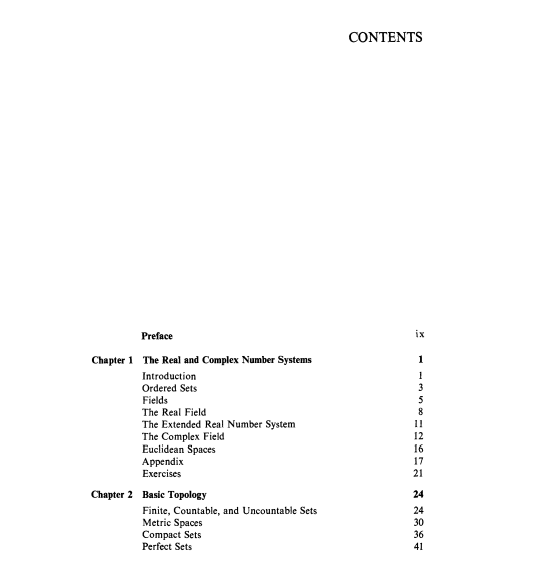 CONTENTS
Preface ix
Chapter 1 The Real and Complex Number Systems 1
Introduction 1
Ordered Sets 3
Fields 5
The Real Field 8
The Extended Real Number System 11
The Complex Field 12
Euclidean Spaces 16
Appendix 17
Exercises 21
Chapter 2 Basic Topology 24
Finite, Countable, and Uncountable Sets 24
Metric Spaces 30
Compact Sets 36
Perfect Sets 41